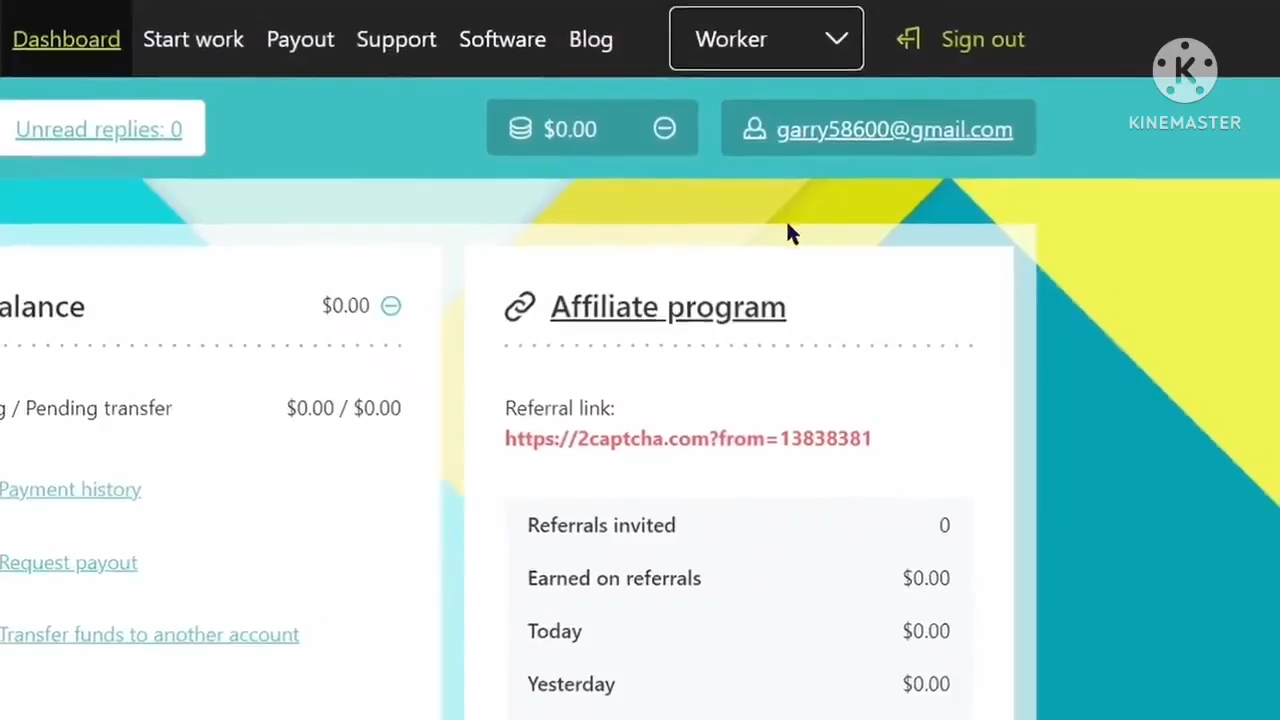 Dashboard Start work Payout Support Software Blog Worker Sign out
KINEMASTER
Unread replies: 0 $0.00 garry58600@gmail.com
alance $0.00
Affiliate program
g / Pending transfer $0.00 / $0.00
Referral link:
https://2captcha.com?from=13838381
Payment history
Request payout
Transfer funds to another account
Referrals invited 0
Earned on referrals $0.00
Today $0.00
Yesterday $0.00